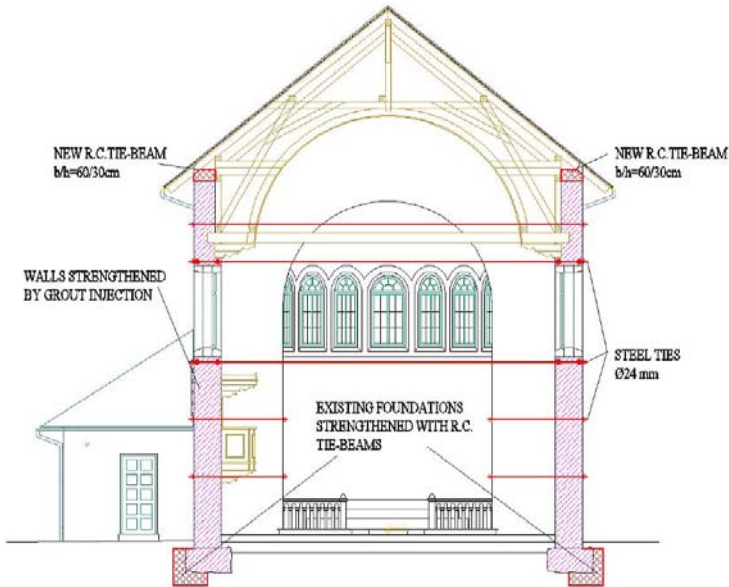 NEW R.C.TIE-BEAM
b/h=60/30cm
NEW R.C.TIE-BEAM
b/h=60/30cm
WALLS STRENGTHENED
BY GROUT INJECTION
STEEL TIES
Ø24 mm
EXISTING FOUNDATIONS
STRENGTHENED WITH R.C.
TIE-BEAMS